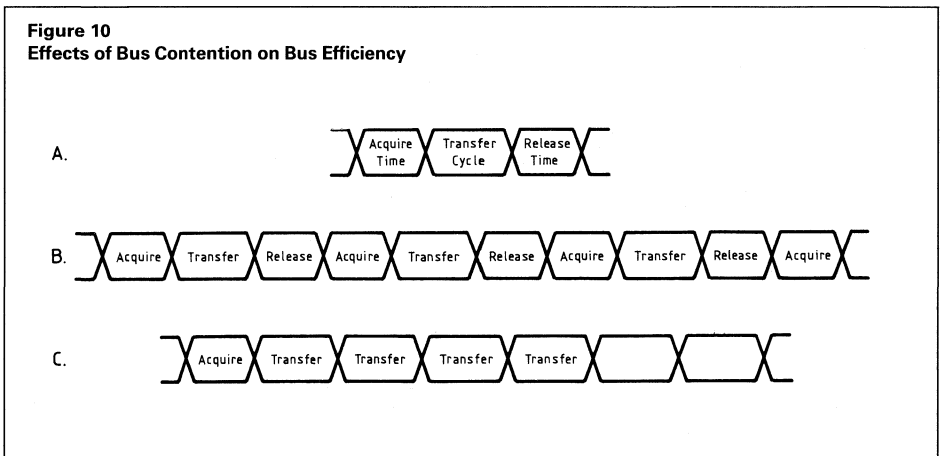 Figure 10
Effects of Bus Contention on Bus Efficiency
A.
Acquire Time
Transfer Cycle
Release Time
B.
Acquire
Transfer
Release
Acquire
Transfer
Release
Acquire
Transfer
Release
Acquire
C.
Acquire
Transfer
Transfer
Transfer
Transfer